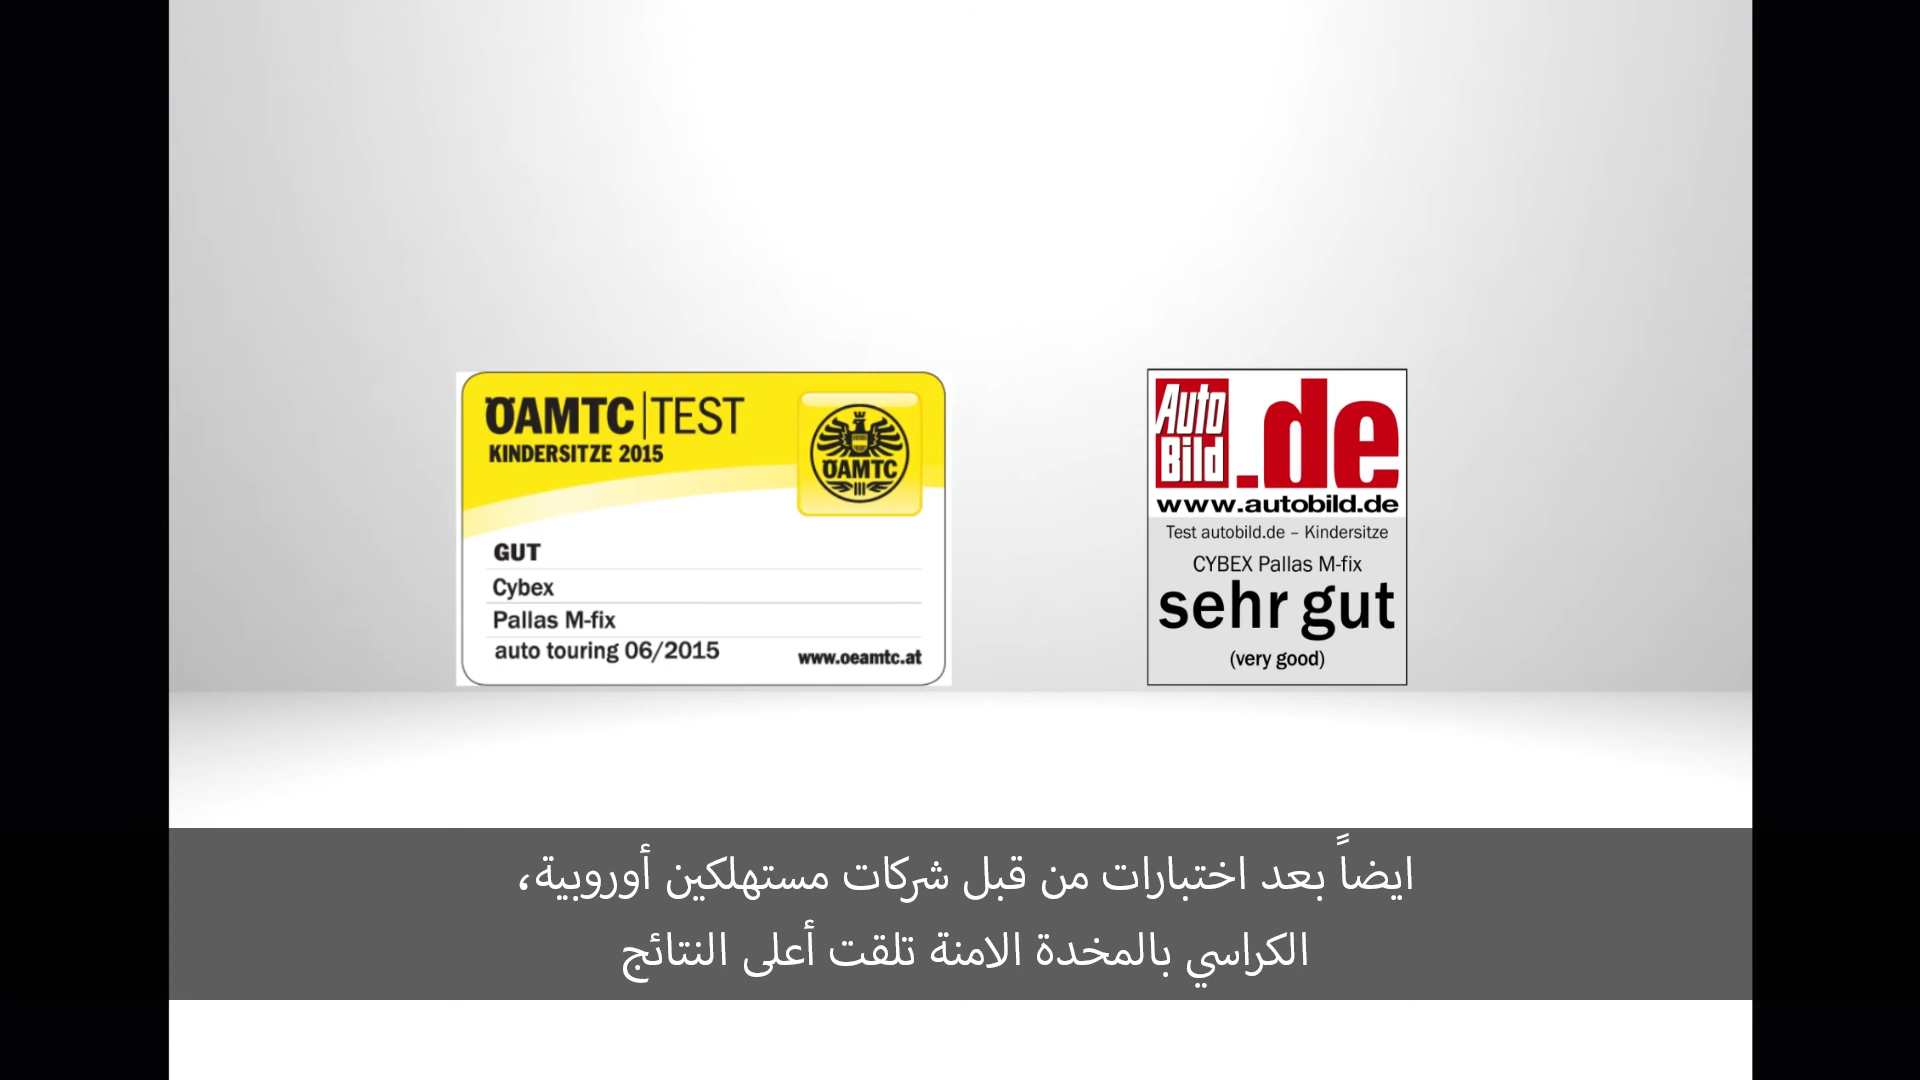 ÖAMTC|TEST
KINDERSITZE 2015
ÖAMTC
GUT
Cybex
Pallas M-fix
auto touring 06/2015
www.oeamtc.at
Auto
Bild
.de
www.autobild.de
Test autobild.de – Kindersitze
CYBEX Pallas M-fix
sehr gut
(very good)
ايضاً بعد اختبارات من قبل شركات مستهلكين أوروبية،
الكراسي بالمخدة الامنة تلقت أعلى النتائج